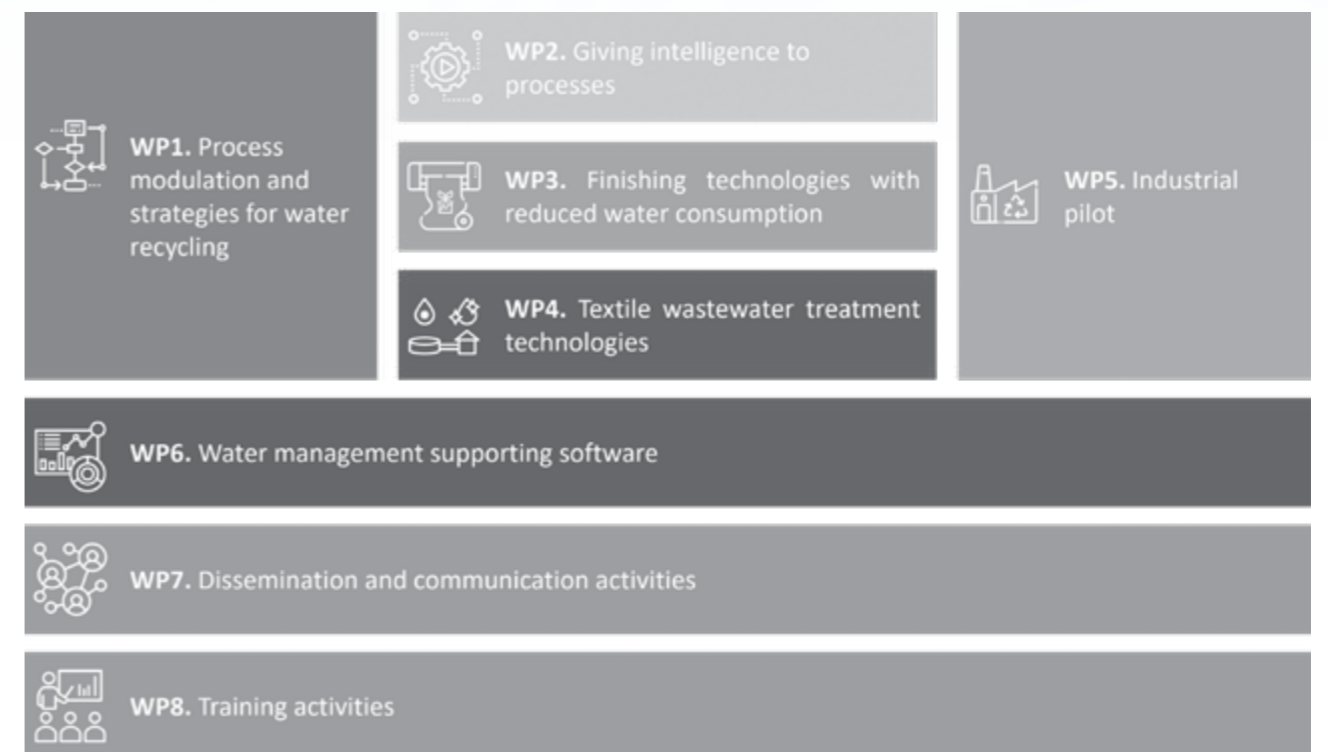 WP1. Process
modulation and
strategies for water
recycling
WP2. Giving intelligence to
processes
WP3. Finishing technologies with
reduced water consumption
WP4. Textile wastewater treatment
technologies
WP5. Industrial
pilot
WP6. Water management supporting software
WP7. Dissemination and communication activities
WP8. Training activities